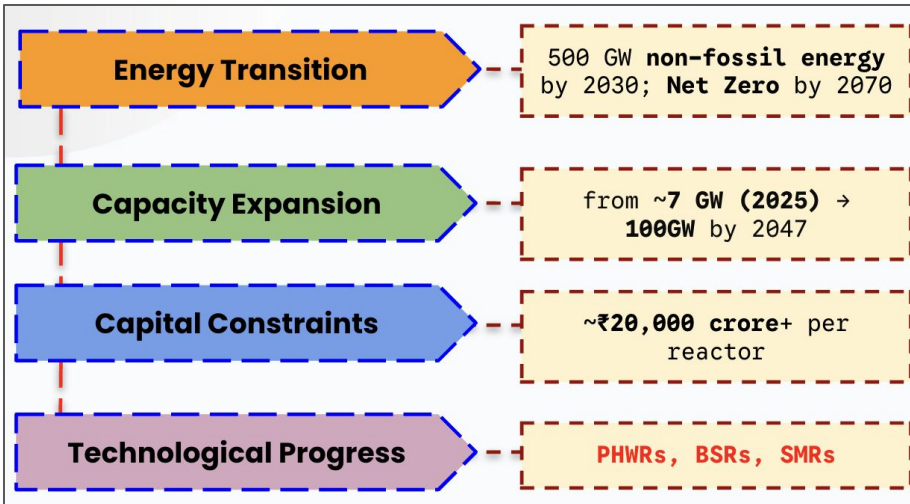 Energy Transition
500 GW non-fossil energy
by 2030; Net Zero by 2070
Capacity Expansion
from ~7 GW (2025) →
100GW by 2047
Capital Constraints
~₹20,000 crore+ per
reactor
Technological Progress
PHWRs, BSRs, SMRs